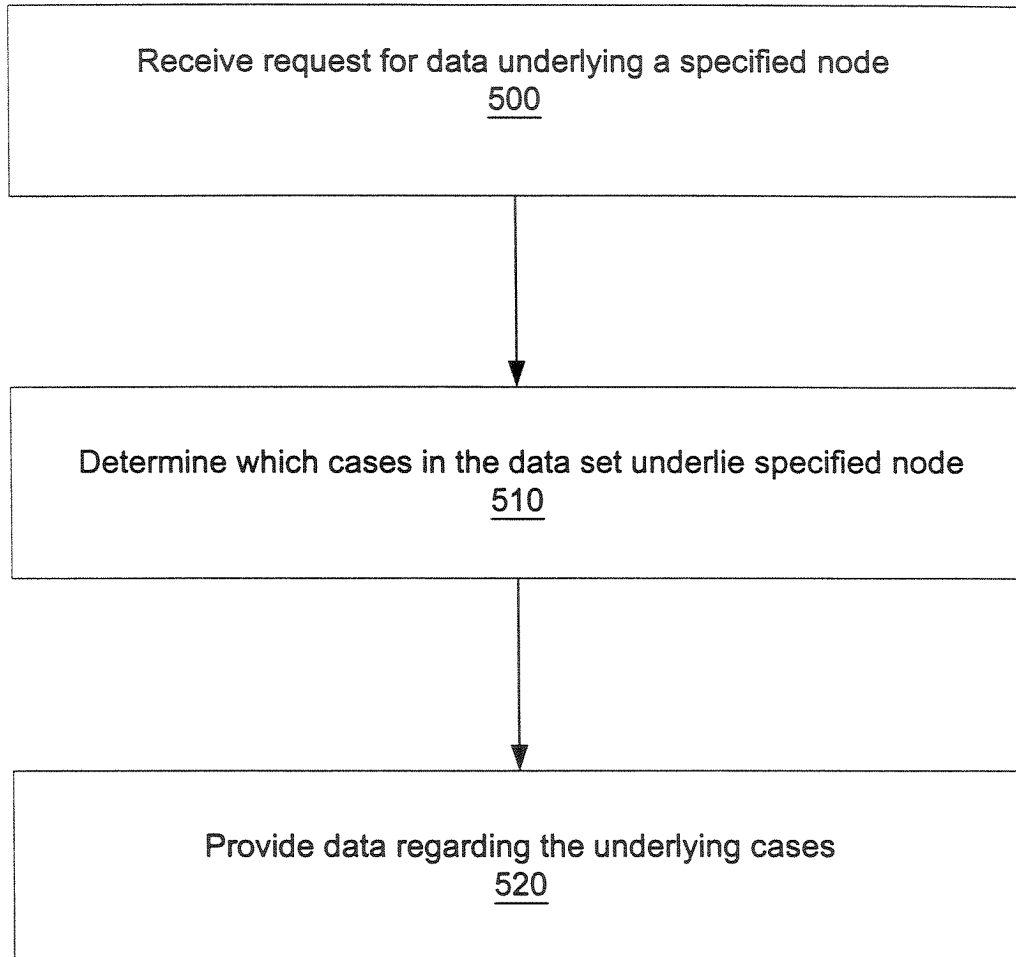 Receive request for data underlying a specified node
500
Determine which cases in the data set underlie specified node
510
Provide data regarding the underlying cases
520